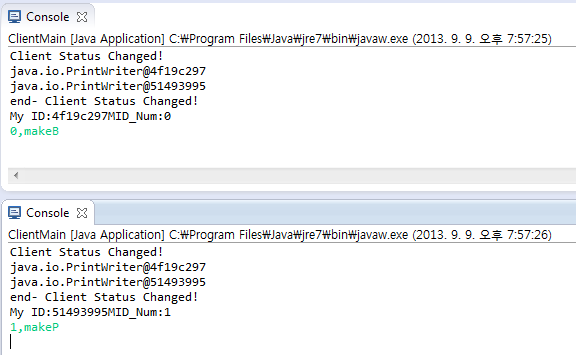 Console
ClientMain [Java Application] C:₩Program Files₩Java₩jre7₩bin₩javaw.exe (2013. 9. 9. 오후 7:57:25)
Client Status Changed!
java.io.PrintWriter@4f19c297
java.io.PrintWriter@51493995
end- Client Status Changed!
My ID:4f19c297MID_Num:0
0,makeB
Console
ClientMain [Java Application] C:₩Program Files₩Java₩jre7₩bin₩javaw.exe (2013. 9. 9. 오후 7:57:26)
Client Status Changed!
java.io.PrintWriter@4f19c297
java.io.PrintWriter@51493995
end- Client Status Changed!
My ID:51493995MID_Num:1
1,makeP